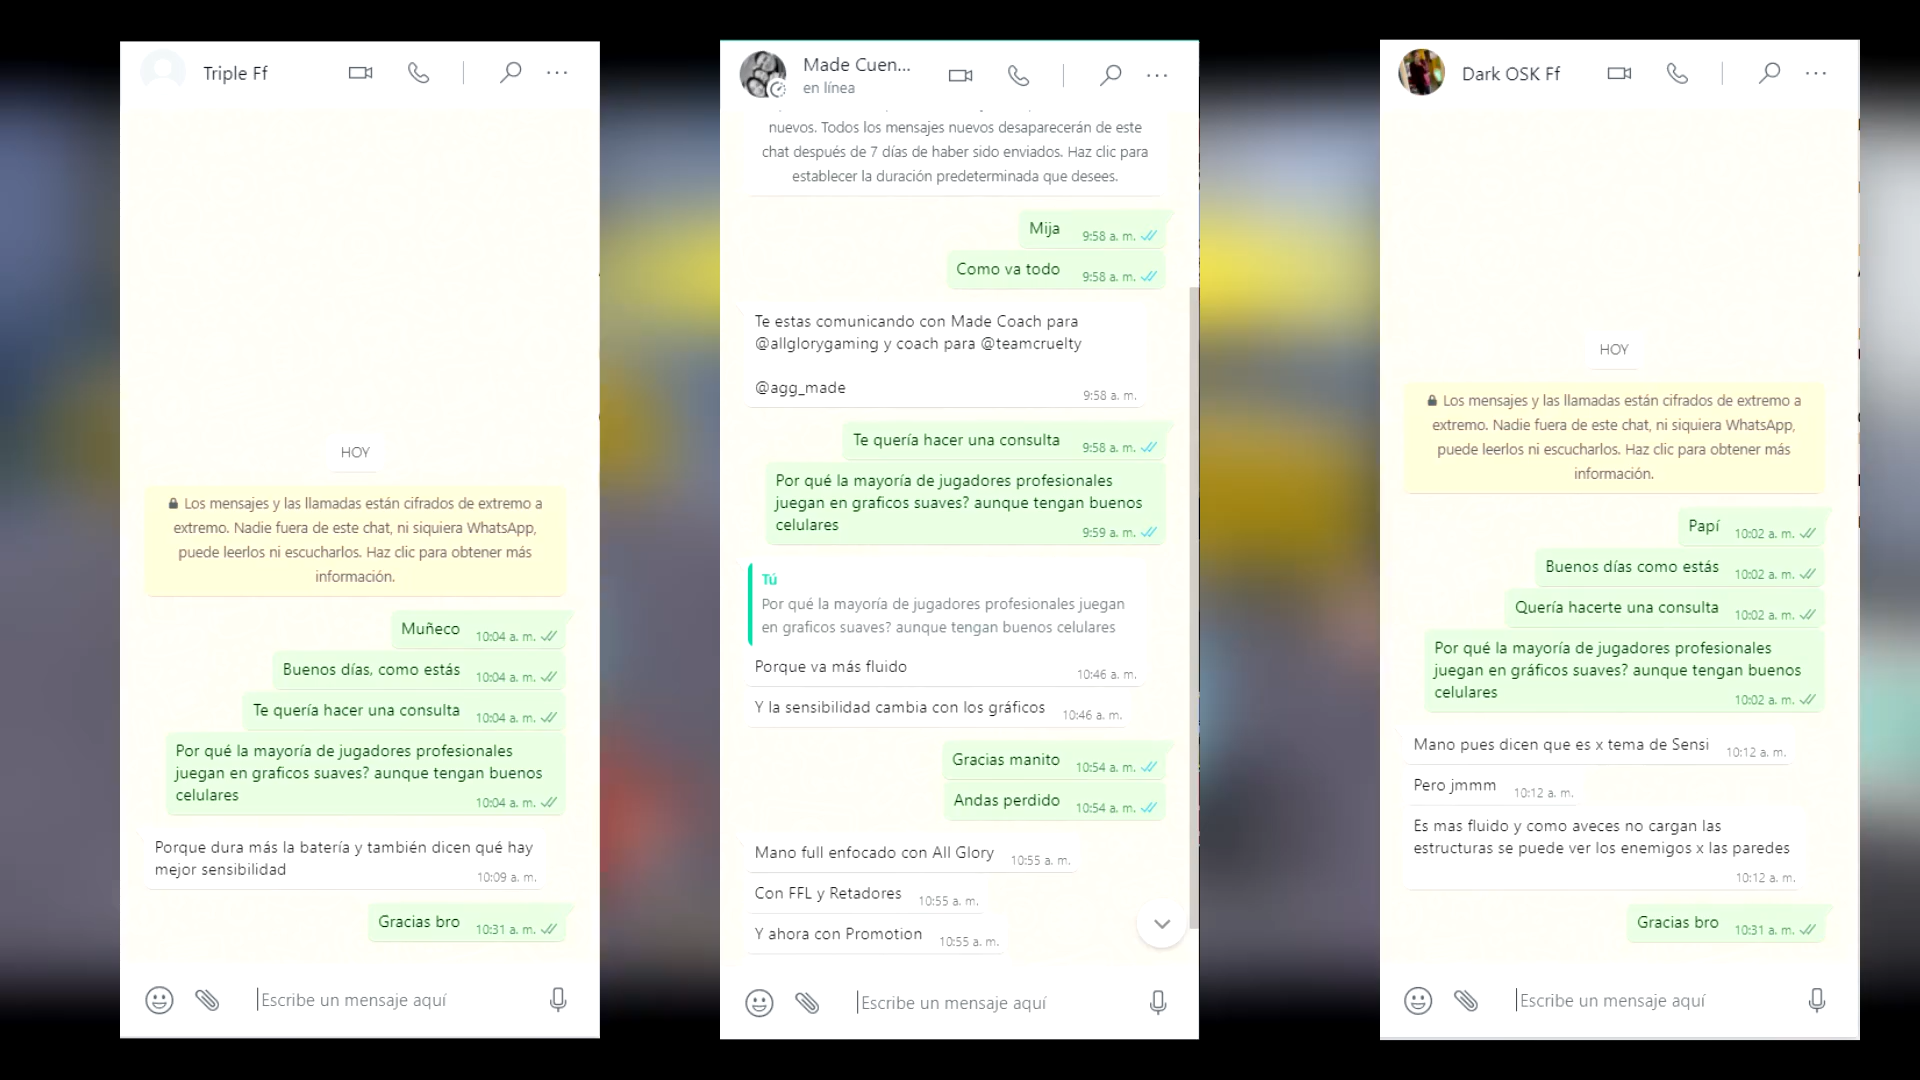 Triple Ff
HOY
Los mensajes y las llamadas están cifrados de extremo a
extremo. Nadie fuera de este chat, ni siquiera WhatsApp,
puede leerlos ni escucharlos. Haz clic para obtener más
información.
Muñeco 10:04 a. m.
Buenos días, como estás 10:04 a. m.
Te quería hacer una consulta 10:04 a. m.
Por qué la mayoría de jugadores profesionales
juegan en graficos suaves? aunque tengan buenos
celulares 10:04 a. m.
Porque dura más la batería y también dicen qué hay
mejor sensibilidad 10:09 a. m.
Gracias bro 10:31 a. m.
Escribe un mensaje aquí
Made Cuen...
en línea
nuevos. Todos los mensajes nuevos desaparecerán de este
chat después de 7 días de haber sido enviados. Haz clic para
establecer la duración predeterminada que desees.
Mija 9:58 a. m.
Como va todo 9:58 a. m.
Te estas comunicando con Made Coach para
@allglorygaming y coach para @teamcruelty
@agg_made 9:58 a. m.
Te quería hacer una consulta 9:58 a. m.
Por qué la mayoría de jugadores profesionales
juegan en graficos suaves? aunque tengan buenos
celulares 9:59 a. m.
Tú
Por qué la mayoría de jugadores profesionales juegan
en graficos suaves? aunque tengan buenos celulares
Porque va más fluido 10:46 a. m.
Y la sensibilidad cambia con los gráficos 10:46 a. m.
Gracias manito 10:54 a. m.
Andas perdido 10:54 a. m.
Mano full enfocado con All Glory 10:55 a. m.
Con FFL y Retadores 10:55 a. m.
Y ahora con Promotion 10:55 a. m.
Escribe un mensaje aquí
Dark OSK Ff
HOY
Los mensajes y las llamadas están cifrados de extremo a
extremo. Nadie fuera de este chat, ni siquiera WhatsApp,
puede leerlos ni escucharlos. Haz clic para obtener más
información.
Papí 10:02 a. m.
Buenos días como estás 10:02 a. m.
Quería hacerte una consulta 10:02 a. m.
Por qué la mayoría de jugadores profesionales
juegan en gráficos suaves? aunque tengan buenos
celulares 10:02 a. m.
Mano pues dicen que es x tema de Sensi 10:12 a. m.
Pero jmmm 10:12 a. m.
Es mas fluido y como aveces no cargan las
estructuras se puede ver los enemigos x las paredes
10:12 a. m.
Gracias bro 10:31 a. m.
Escribe un mensaje aquí